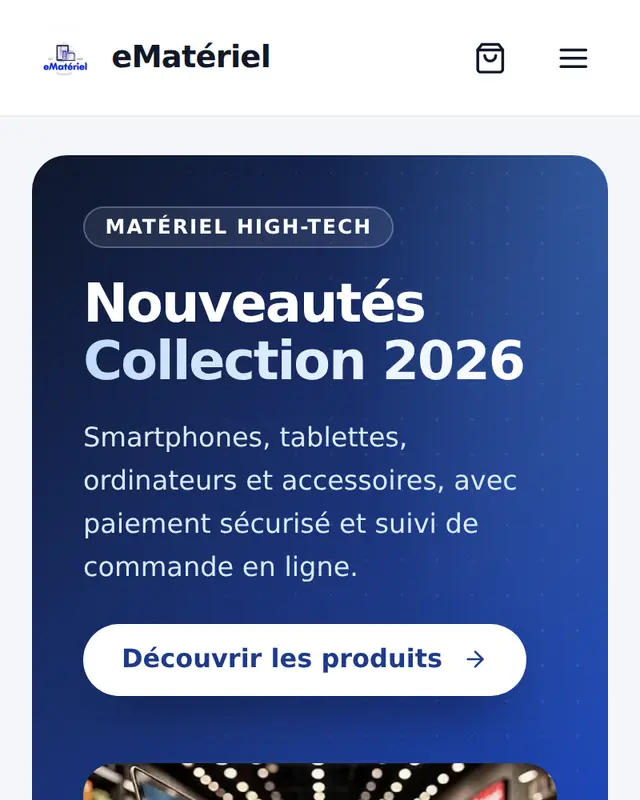 eMatériel
eMatériel
MATÉRIEL HIGH-TECH
Nouveautés
Collection 2026
Smartphones, tablettes,
ordinateurs et accessoires, avec
paiement sécurisé et suivi de
commande en ligne.
Découvrir les produits →